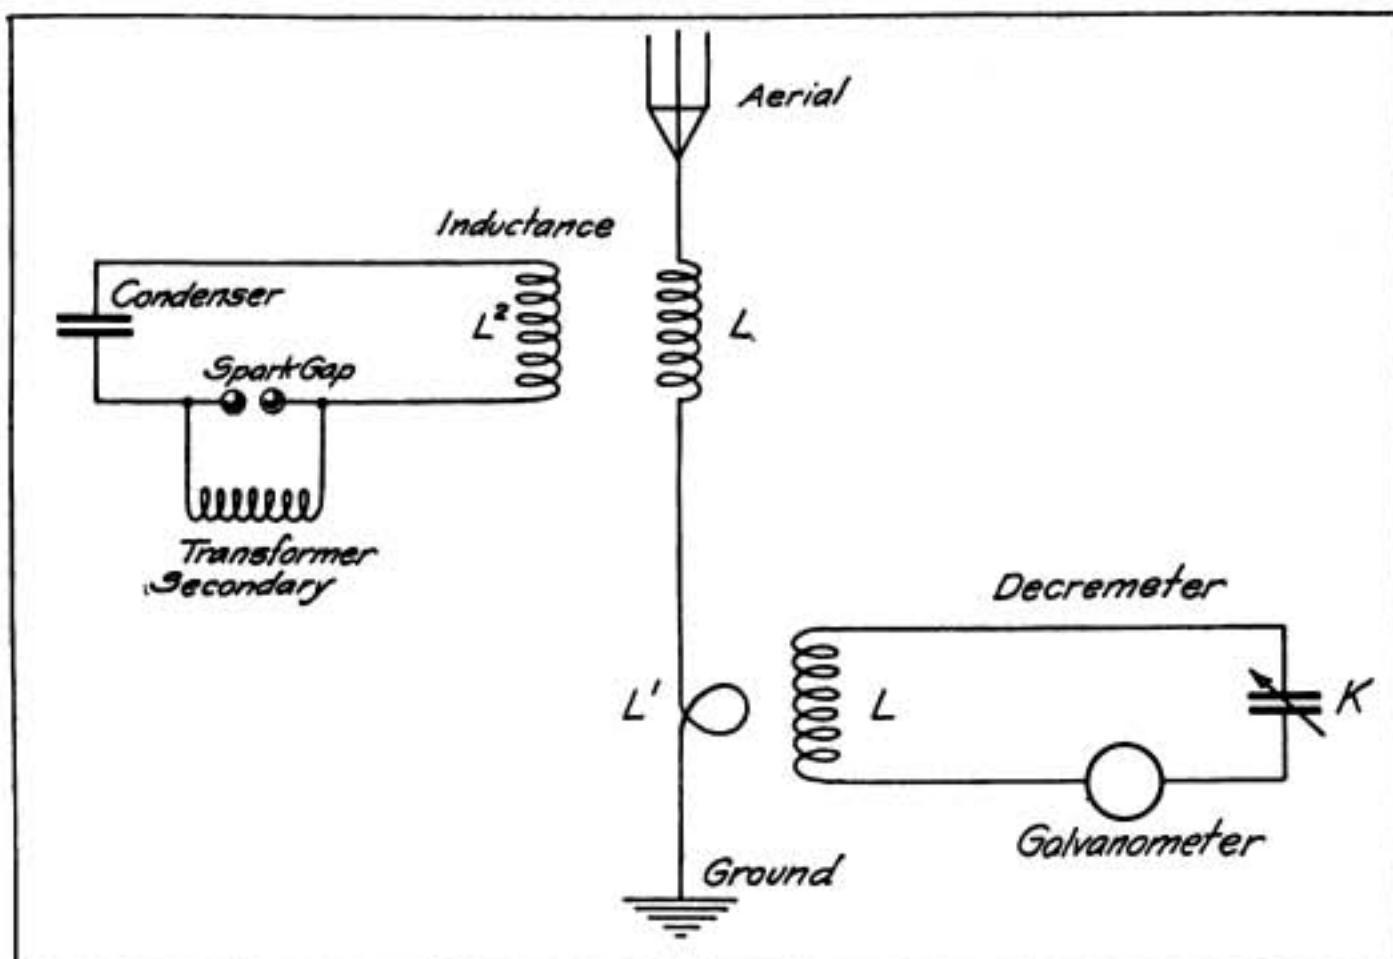 Aerial
Inductance
Condenser
L²
L
Spark Gap
Transformer
Secondary
Decremeter
L'
L
K
Galvanometer
Ground